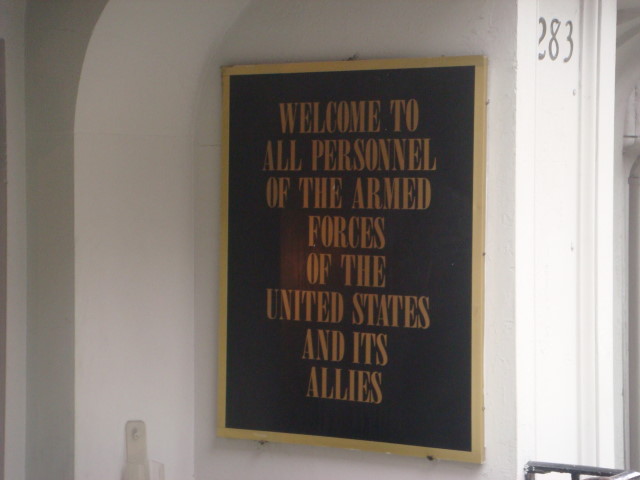 283
WELCOME TO
ALL PERSONNEL
OF THE ARMED
FORCES
OF THE
UNITED STATES
AND ITS
ALLIES